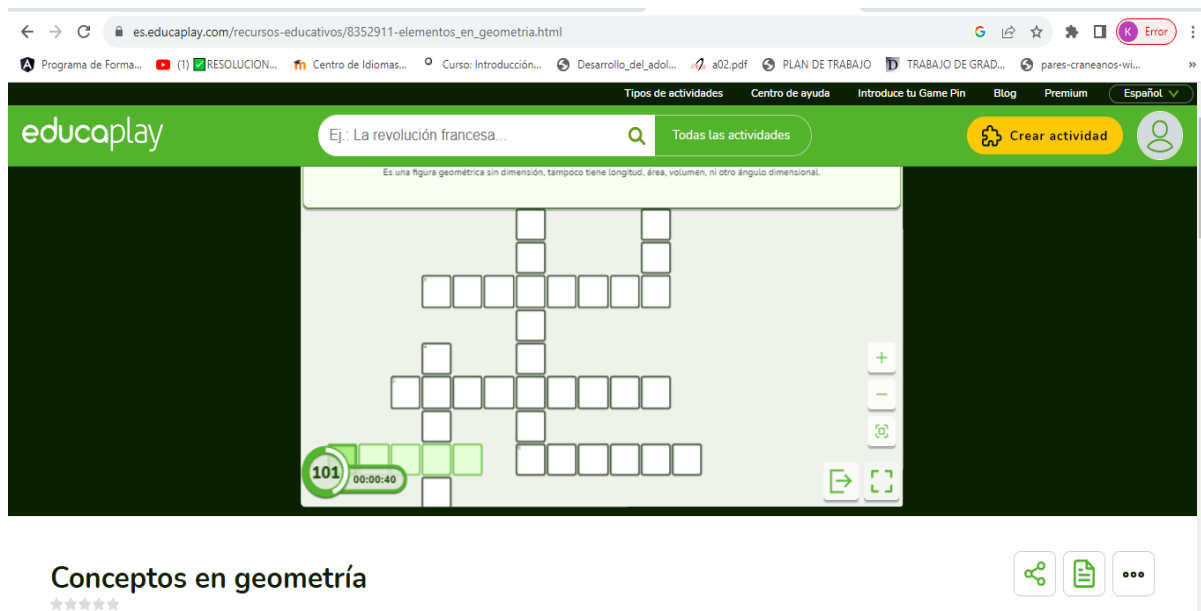 es.educaplay.com/recursos-educativos/8352911-elementos_en_geometria.html
K Error
Programa de Forma...
(1) ✅RESOLUCION...
Centro de Idiomas...
Curso: Introducción...
Desarrollo_del_adol...
a02.pdf
PLAN DE TRABAJO
TRABAJO DE GRAD...
pares-craneanos-wi...
»
Tipos de actividades
Centro de ayuda
Introduce tu Game Pin
Blog
Premium
Español
educaplay
Ej.: La revolución francesa...
Todas las actividades
Crear actividad
Es una figura geométrica sin dimensión, tampoco tiene longitud, área, volumen, ni otro ángulo dimensional.
101
00:00:40
Conceptos en geometría